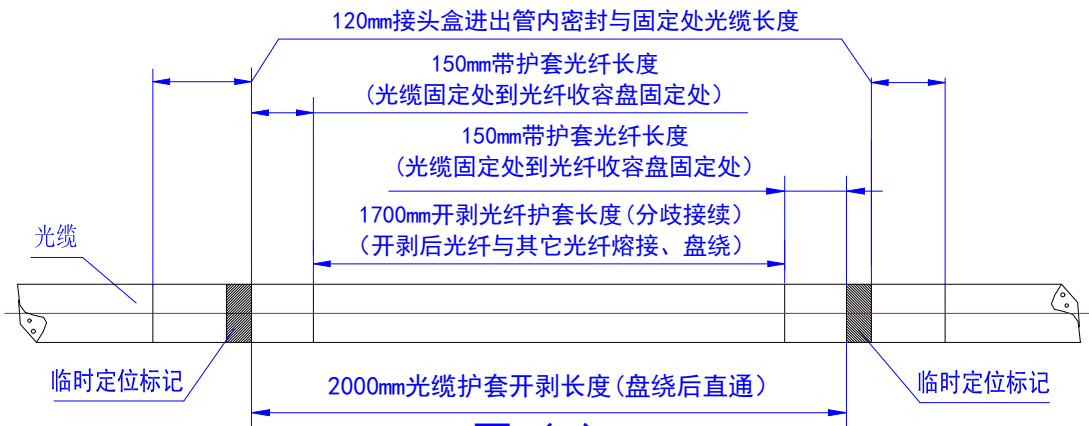 120mm接头盒进出管内密封与固定处光缆长度
150mm带护套光纤长度
(光缆固定处到光纤收容盘固定处)
150mm带护套光纤长度
(光缆固定处到光纤收容盘固定处)
1700mm开剥光纤护套长度(分歧接续)
(开剥后光纤与其它光纤熔接、盘绕)
光缆
临时定位标记
2000mm光缆护套开剥长度(盘绕后直通)
临时定位标记